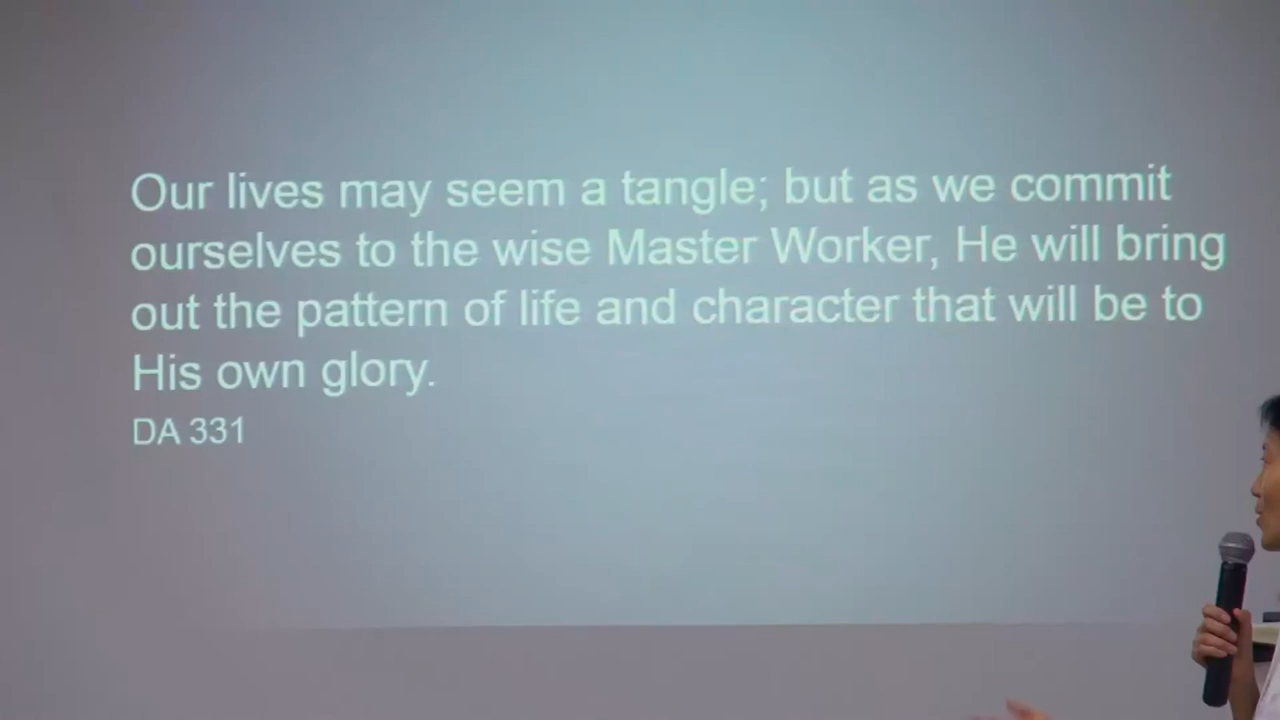 Our lives may seem a tangle; but as we commit
ourselves to the wise Master Worker, He will bring
out the pattern of life and character that will be to
His own glory.
DA 331